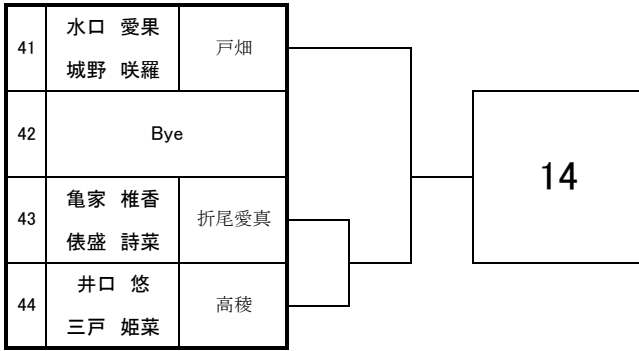 41
水口 愛果
城野 咲羅
戸畑
42
Bye
43
亀家 椎香
俵盛 詩菜
折尾愛真
44
井口 悠
三戸 姫菜
高稜
14